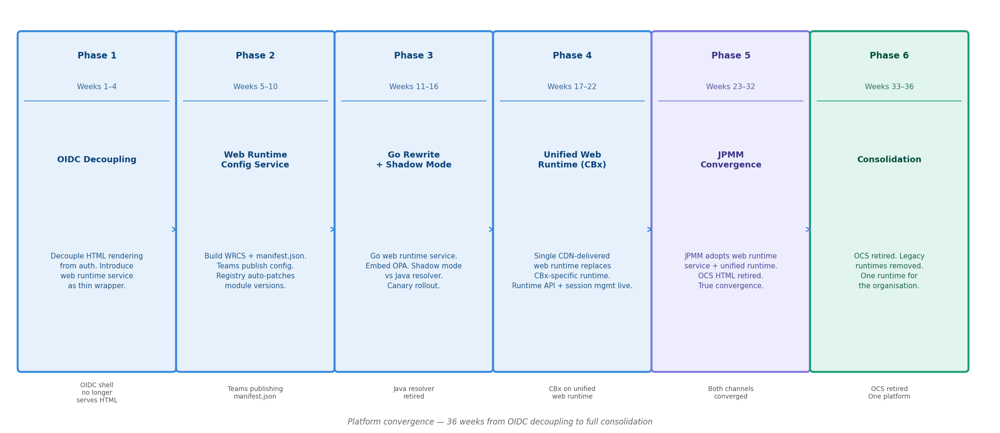 Phase 1
Weeks 1–4
OIDC Decoupling
Decouple HTML rendering
from auth. Introduce
web runtime service
as thin wrapper.
OIDC shell
no longer
serves HTML
Phase 2
Weeks 5–10
Web Runtime
Config Service
Build WRCS + manifest.json.
Teams publish config.
Registry auto-patches
module versions.
Teams publishing
manifest.json
Phase 3
Weeks 11–16
Go Rewrite
+ Shadow Mode
Go web runtime service.
Embed OPA. Shadow mode
vs Java resolver.
Canary rollout.
Java resolver
retired
Phase 4
Weeks 17–22
Unified Web
Runtime (CBx)
Single CDN-delivered
web runtime replaces
CBx-specific runtime.
Runtime API + session mgmt live.
CBx on unified
web runtime
Phase 5
Weeks 23–32
JPMM
Convergence
JPMM adopts web runtime
service + unified runtime.
OCS HTML retired.
True convergence.
Both channels
converged
Phase 6
Weeks 33–36
Consolidation
OCS retired. Legacy
runtimes removed.
One runtime for
the organisation.
OCS retired
One platform
Platform convergence — 36 weeks from OIDC decoupling to full consolidation